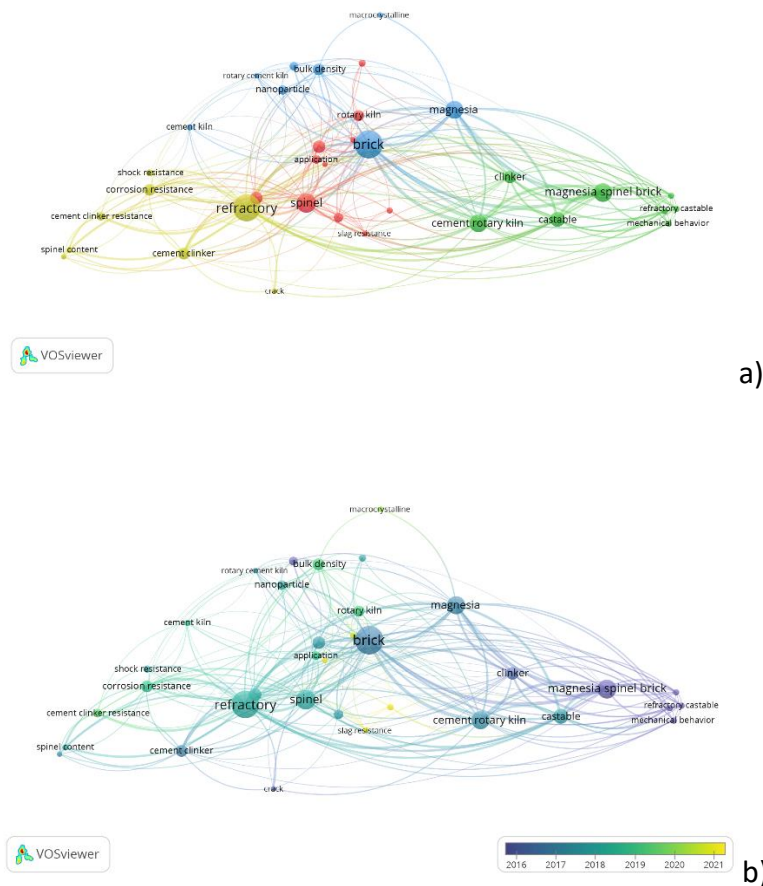 macrocrystalline
bulk density
rotary cement kiln
nanoparticle
rotary kiln
magnesia
cement kiln
brick
application
shock resistance
corrosion resistance
clinker
magnesia spinel brick
refractory
spinel
cement clinker resistance
cement rotary kiln
castable
refractory castable
mechanical behavior
slag resistance
spinel content
cement clinker
crack
VOSviewer
a)
macrocrystalline
bulk density
rotary cement kiln
nanoparticle
rotary kiln
magnesia
cement kiln
brick
application
shock resistance
corrosion resistance
clinker
magnesia spinel brick
refractory
spinel
cement clinker resistance
cement rotary kiln
castable
refractory castable
mechanical behavior
slag resistance
spinel content
cement clinker
crack
VOSviewer
2016 2017 2018 2019 2020 2021
b)